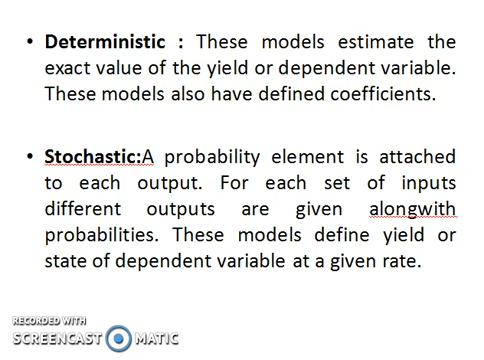 • Deterministic : These models estimate the
exact value of the yield or dependent variable.
These models also have defined coefficients.
• Stochastic:A probability element is attached
to each output. For each set of inputs
different outputs are given alongwith
probabilities. These models define yield or
state of dependent variable at a given rate.
RECORDED WITH
SCREENCAST MATIC